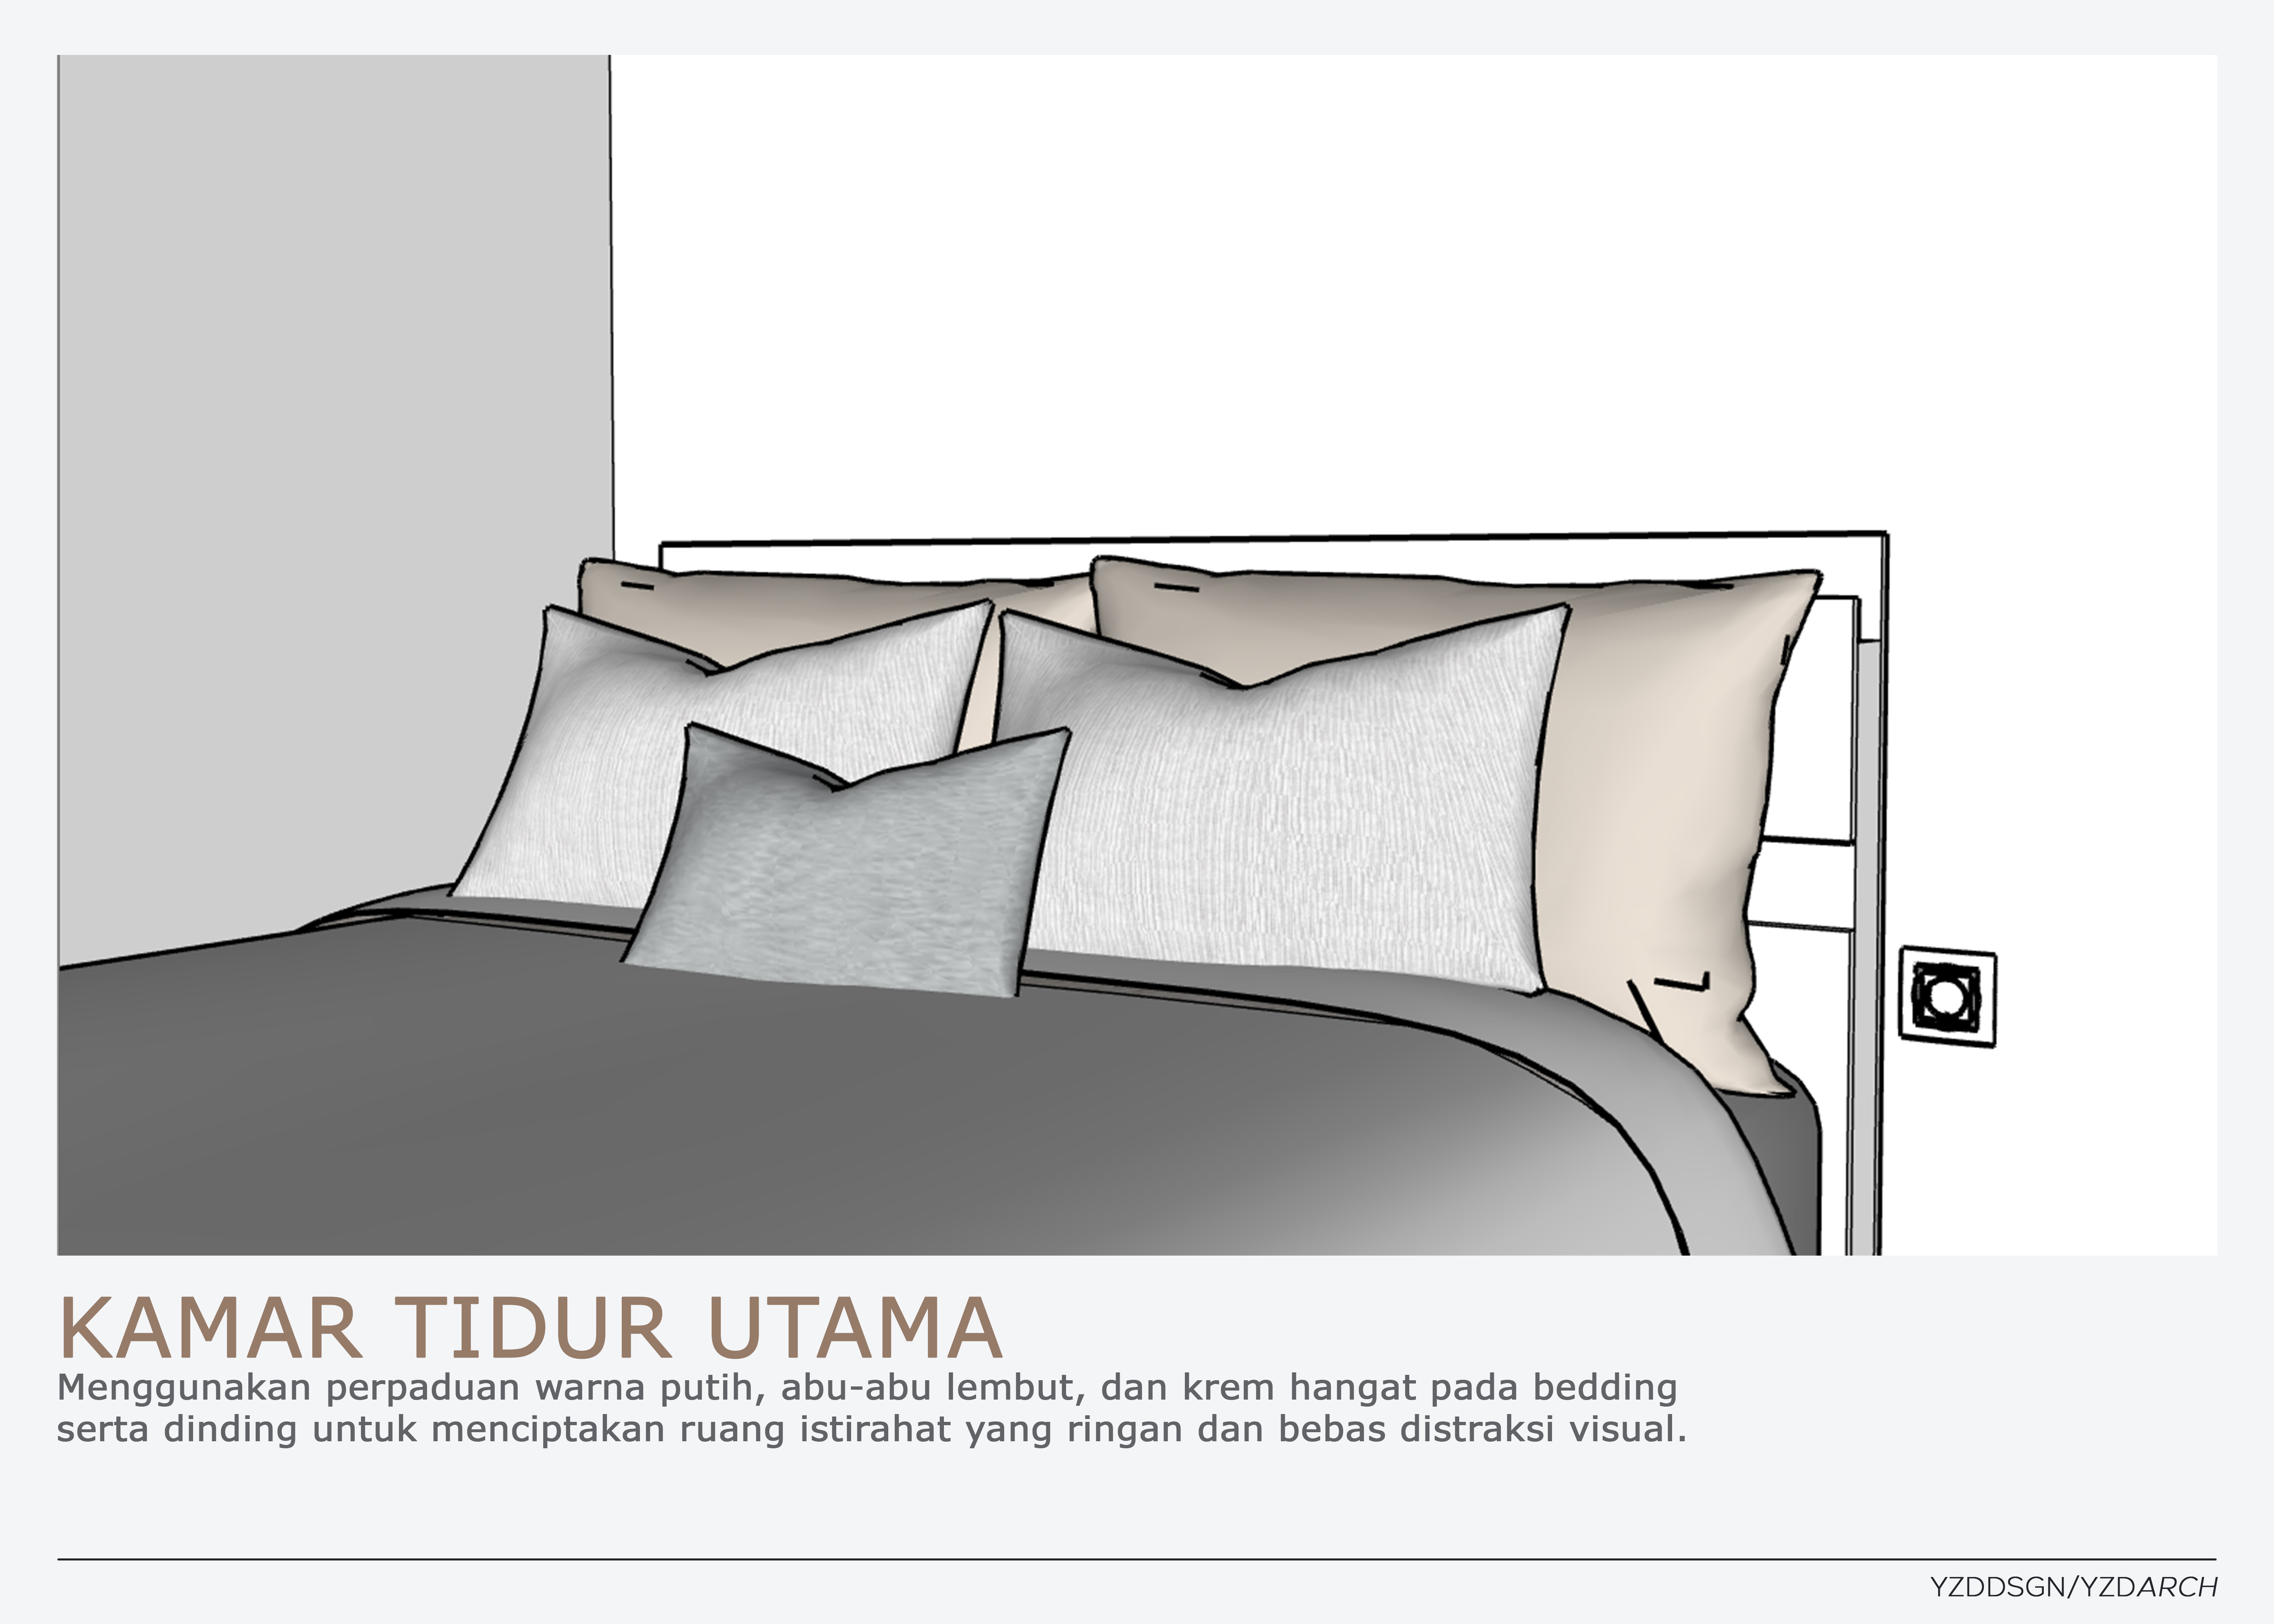 KAMAR TIDUR UTAMA
Menggunakan perpaduan warna putih, abu-abu lembut, dan krem hangat pada bedding
serta dinding untuk menciptakan ruang istirahat yang ringan dan bebas distraksi visual.
YZDDSGN/YZDARCH